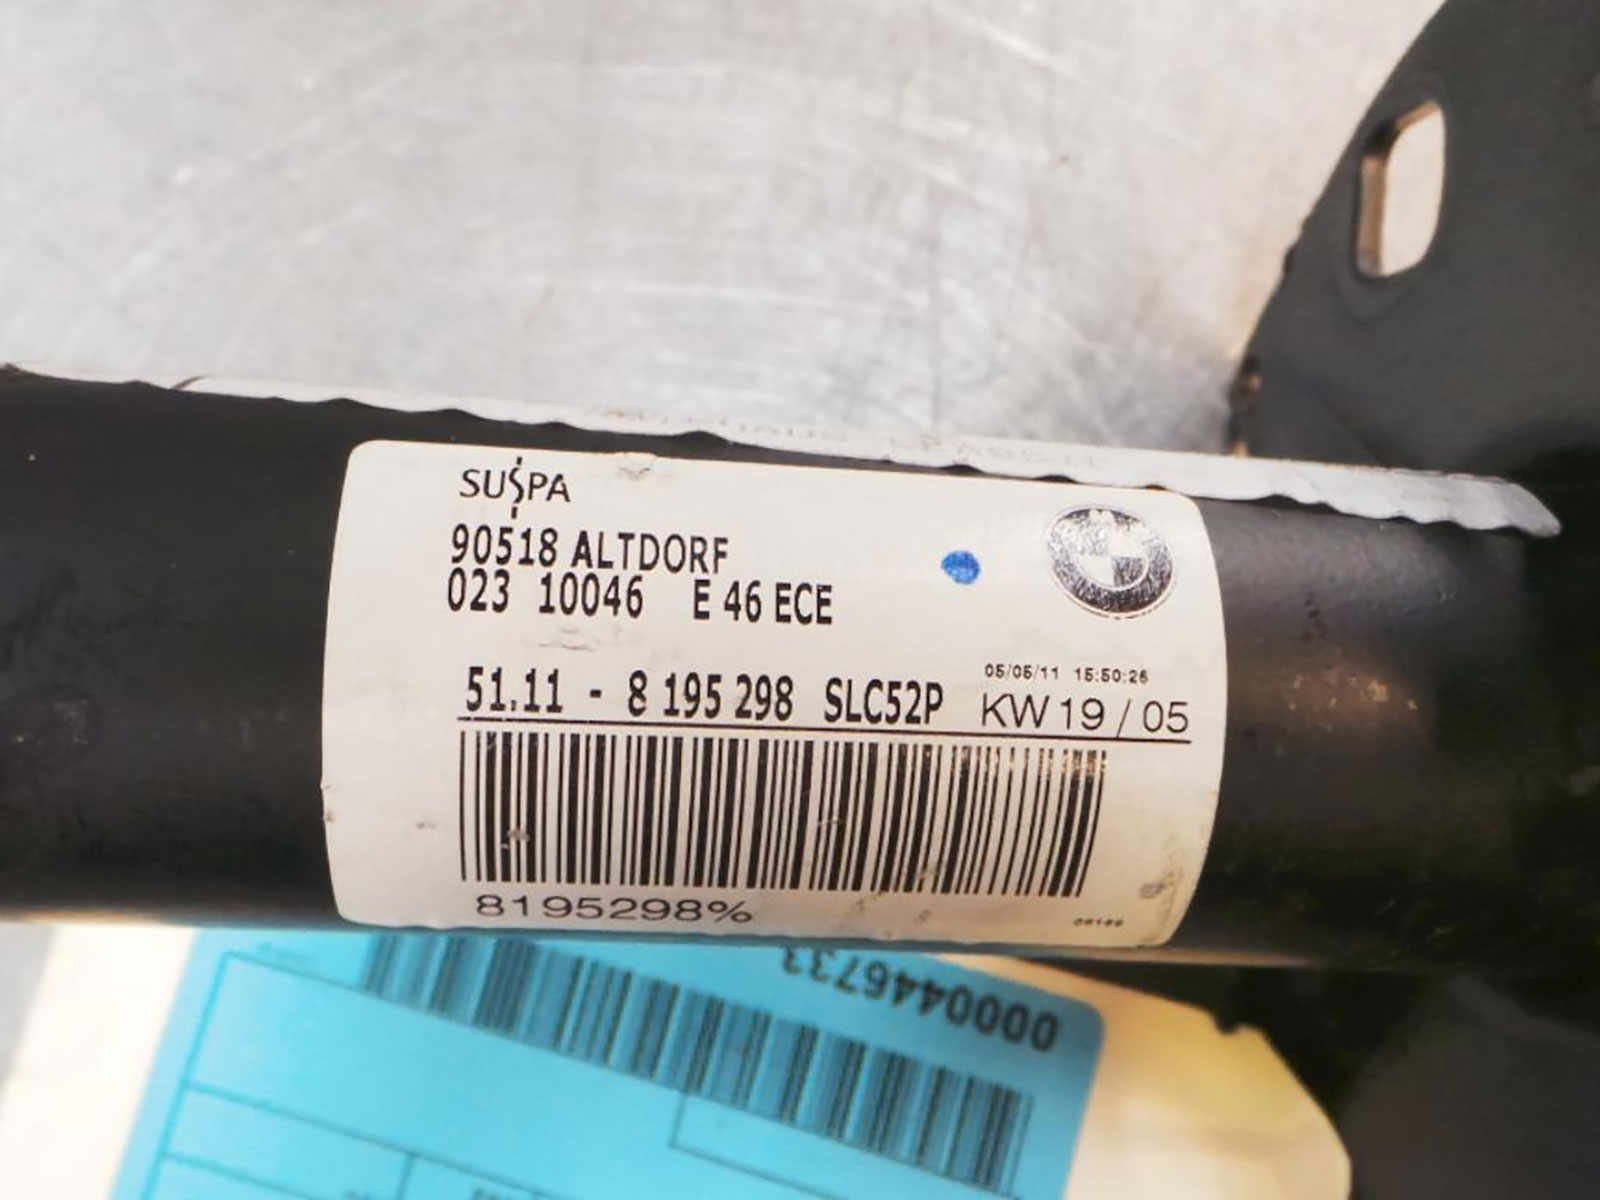 SUSPA
90518 ALTDORF
023 10046 E 46 ECE
05/05/11 15:50:26
51.11 - 8 195 298 SLC52P KW 19 / 05
8195298%
0000446733